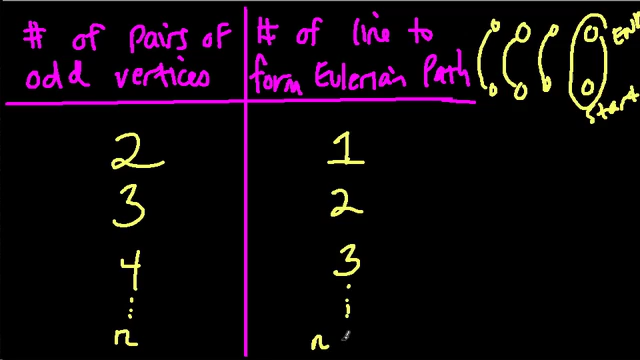 # of pairs of odd vertices
# of line to form Eulerian Path
2 1
3 2
4 3
n n
END
Start